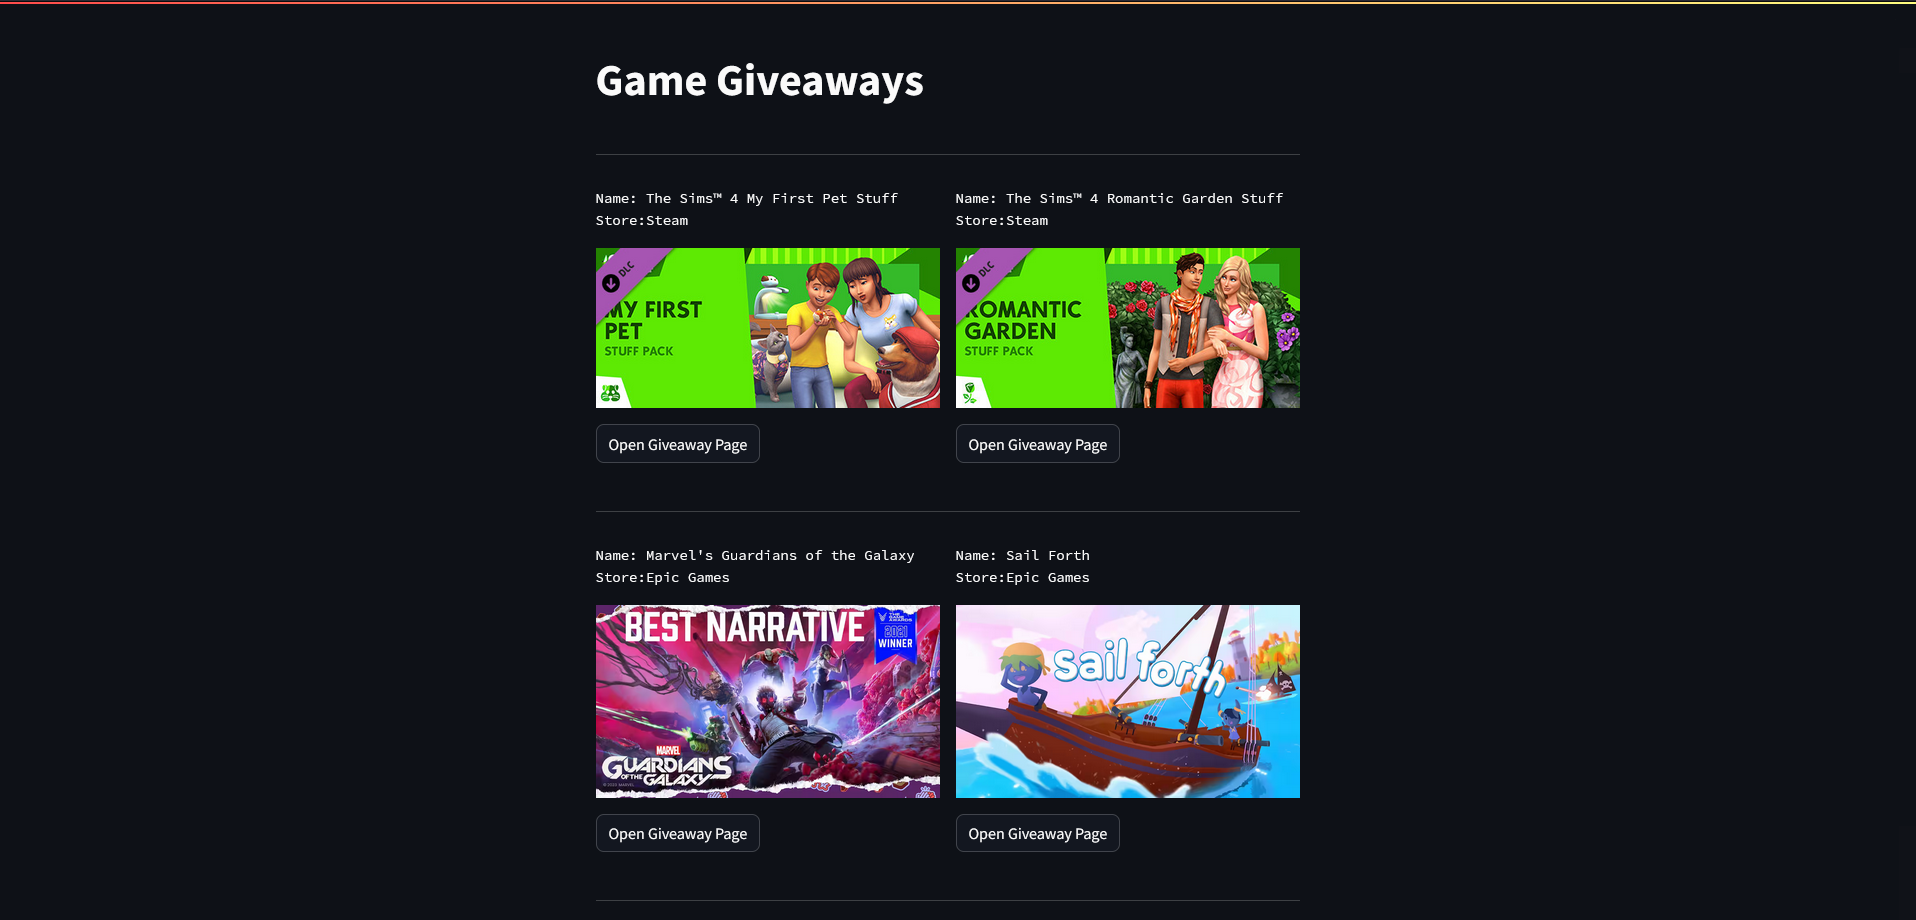 Game Giveaways
Name: The Sims™ 4 My First Pet Stuff
Store:Steam
DLC
MY FIRST
PET
STUFF PACK
Open Giveaway Page
Name: The Sims™ 4 Romantic Garden Stuff
Store:Steam
DLC
ROMANTIC
GARDEN
STUFF PACK
Open Giveaway Page
Name: Marvel's Guardians of the Galaxy
Store:Epic Games
BEST NARRATIVE
THE GAME AWARDS
2021
WINNER
MARVEL
GUARDIANS
OF THE GALAXY
Open Giveaway Page
Name: Sail Forth
Store:Epic Games
sail forth
Open Giveaway Page